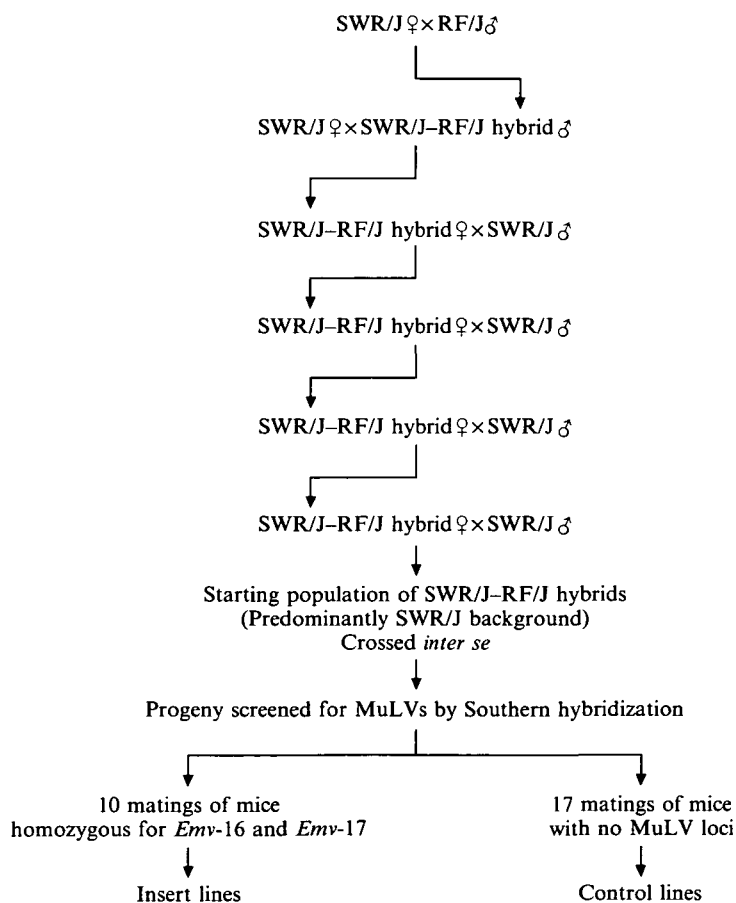 SWR/J♀×RF/J♂
SWR/J♀×SWR/J–RF/J hybrid♂
SWR/J–RF/J hybrid♀×SWR/J♂
SWR/J–RF/J hybrid♀×SWR/J♂
SWR/J–RF/J hybrid♀×SWR/J♂
SWR/J–RF/J hybrid♀×SWR/J♂
Starting population of SWR/J–RF/J hybrids
(Predominantly SWR/J background)
Crossed inter se
Progeny screened for MuLVs by Southern hybridization
10 matings of mice
homozygous for Emv-16 and Emv-17
Insert lines
17 matings of mice
with no MuLV loci
Control lines